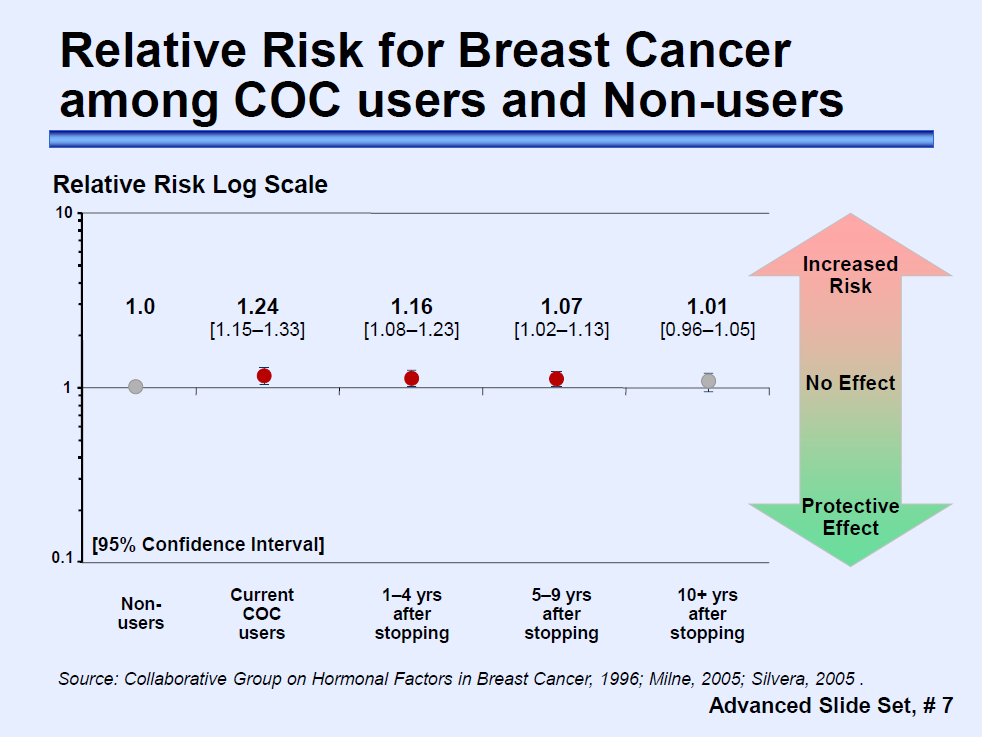 Relative Risk for Breast Cancer
among COC users and Non-users
Relative Risk Log Scale
10
1
0.1
1.0
1.24
[1.15–1.33]
1.16
[1.08–1.23]
1.07
[1.02–1.13]
1.01
[0.96–1.05]
Increased
Risk
No Effect
Protective
Effect
[95% Confidence Interval]
Non-
users
Current
COC
users
1–4 yrs
after
stopping
5–9 yrs
after
stopping
10+ yrs
after
stopping
Source: Collaborative Group on Hormonal Factors in Breast Cancer, 1996; Milne, 2005; Silvera, 2005 .
Advanced Slide Set, # 7